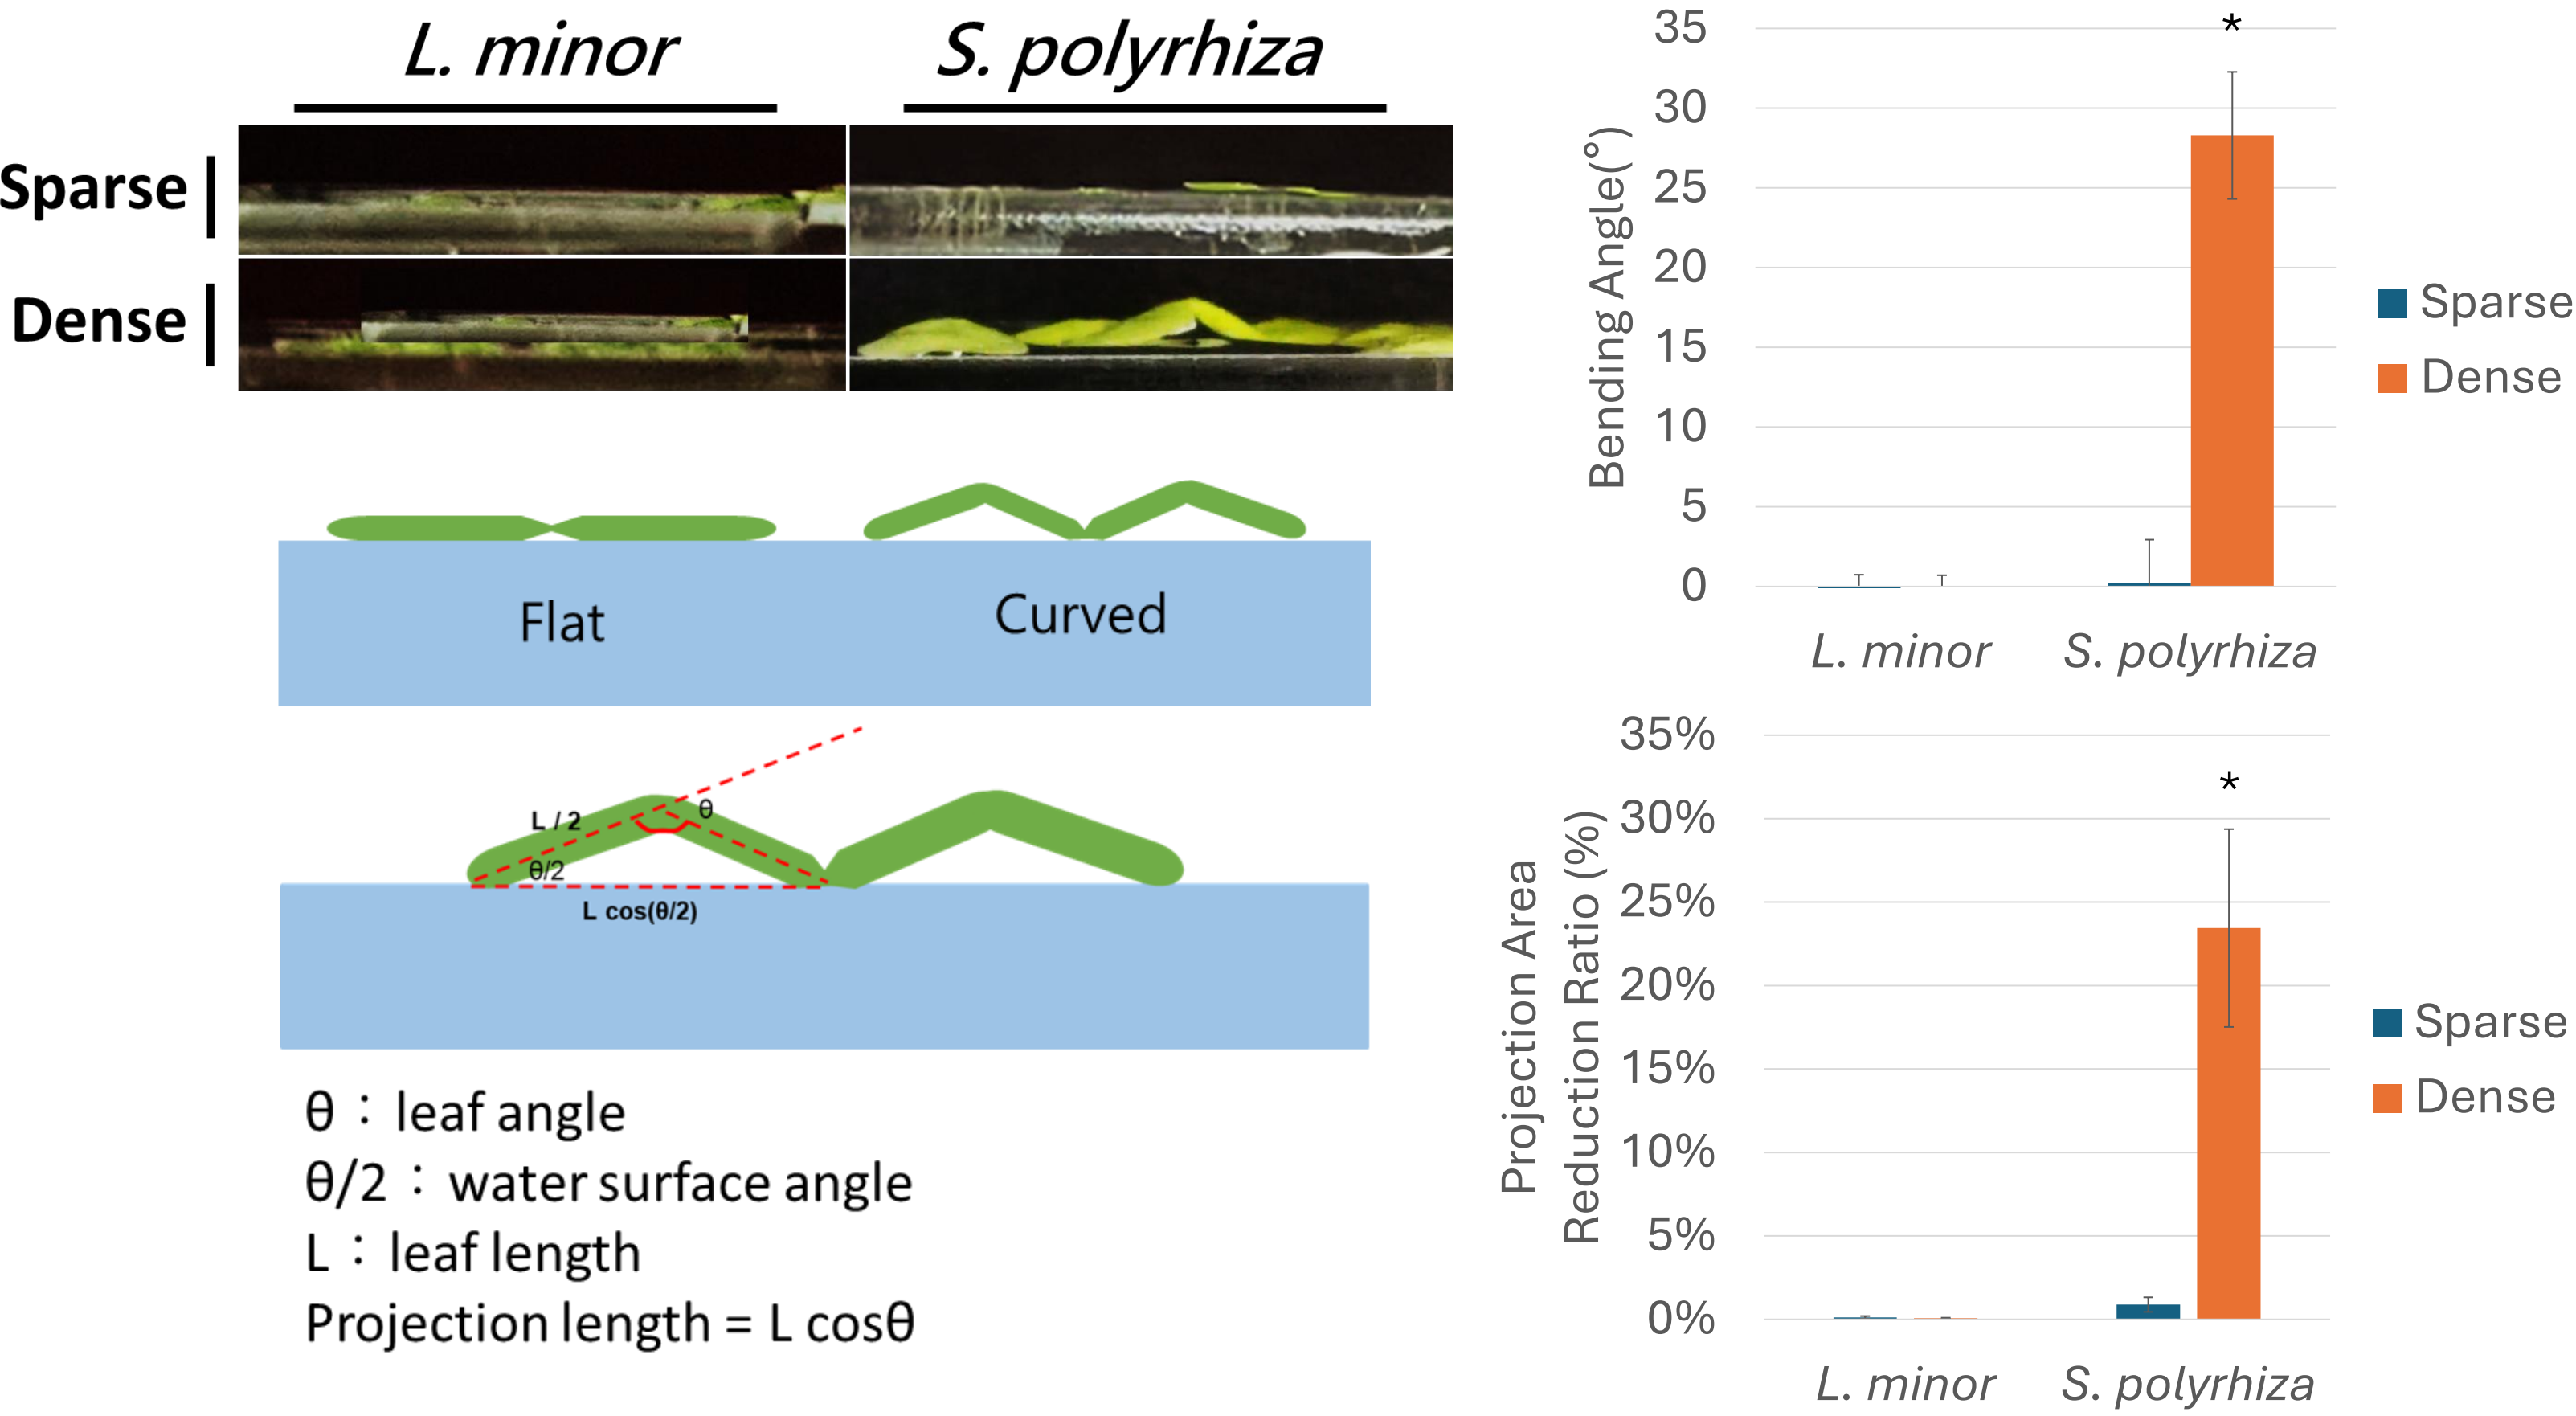 L. minor
S. polyrhiza
Sparse
Dense
Flat
Curved
L / 2
θ
θ/2
L cos(θ/2)
θ：leaf angle
θ/2：water surface angle
L：leaf length
Projection length = L cosθ
Bending Angle(°)
35
30
25
20
15
10
5
0
*
L. minor
S. polyrhiza
Sparse
Dense
Projection Area
Reduction Ratio (%)
35%
30%
25%
20%
15%
10%
5%
0%
*
L. minor
S. polyrhiza
Sparse
Dense